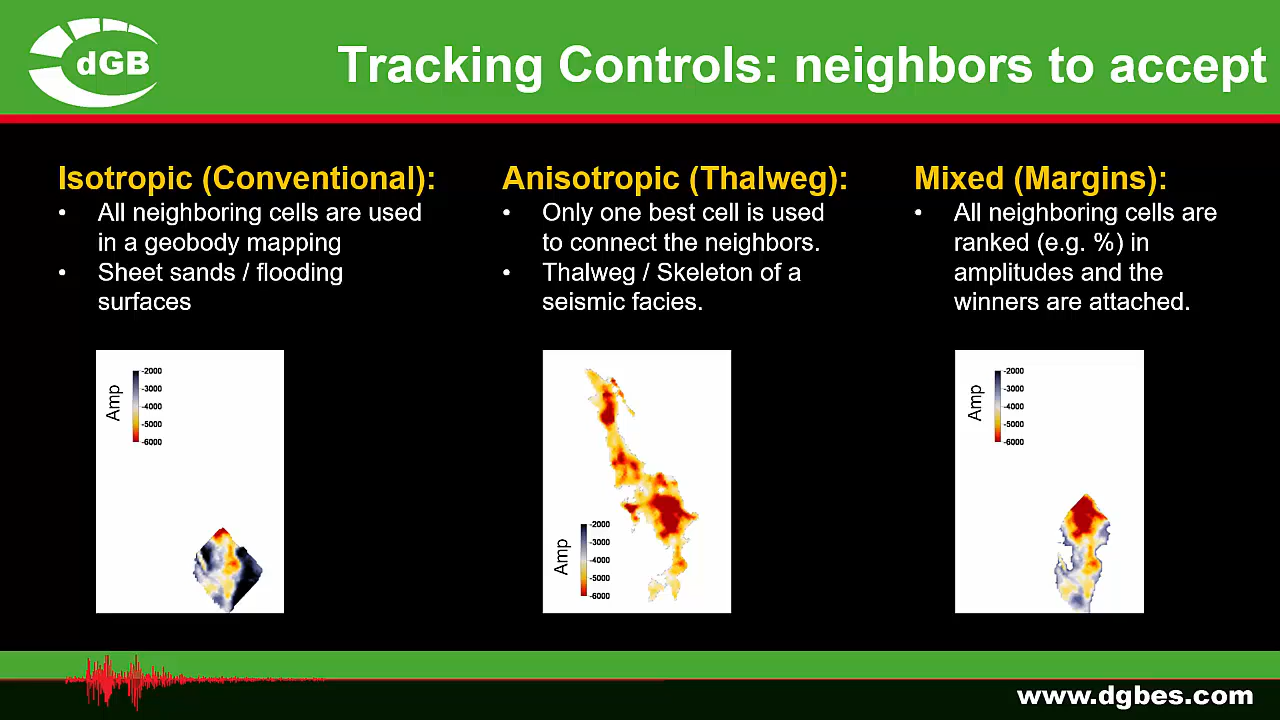 dGB
Tracking Controls: neighbors to accept
Isotropic (Conventional):
• All neighboring cells are used
in a geobody mapping
• Sheet sands / flooding
surfaces
Anisotropic (Thalweg):
• Only one best cell is used
to connect the neighbors.
• Thalweg / Skeleton of a
seismic facies.
Mixed (Margins):
• All neighboring cells are
ranked (e.g. %) in
amplitudes and the
winners are attached.
Amp
-2000
-3000
-4000
-5000
-6000
Amp
-2000
-3000
-4000
-5000
-6000
Amp
-2000
-3000
-4000
-5000
-6000
www.dgbes.com